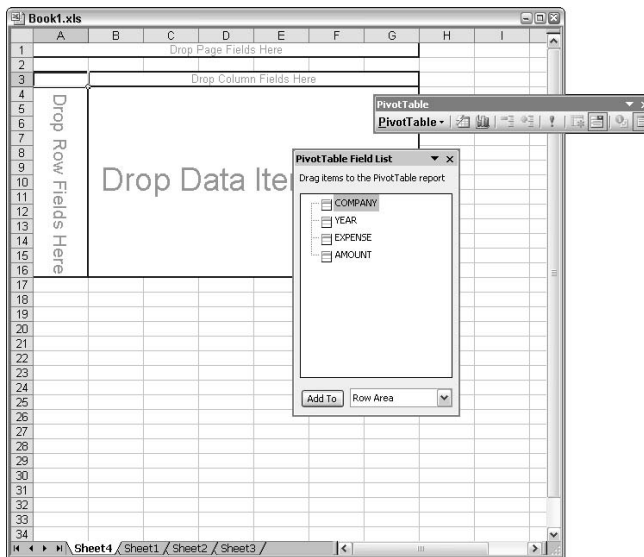 Book1.xls
A B C D E F G H I
1 Drop Page Fields Here
2
3 Drop Column Fields Here
4
5
6
7
8
9
10
11
12
13
14
15
16
17
18
19
20
21
22
23
24
25
26
27
28
29
30
31
32
33
34
Drop Row Fields Here
Drop Data Ite
PivotTable
PivotTable
PivotTable Field List
Drag items to the PivotTable report
COMPANY
YEAR
EXPENSE
AMOUNT
Add To Row Area
Sheet4 / Sheet1 / Sheet2 / Sheet3 /